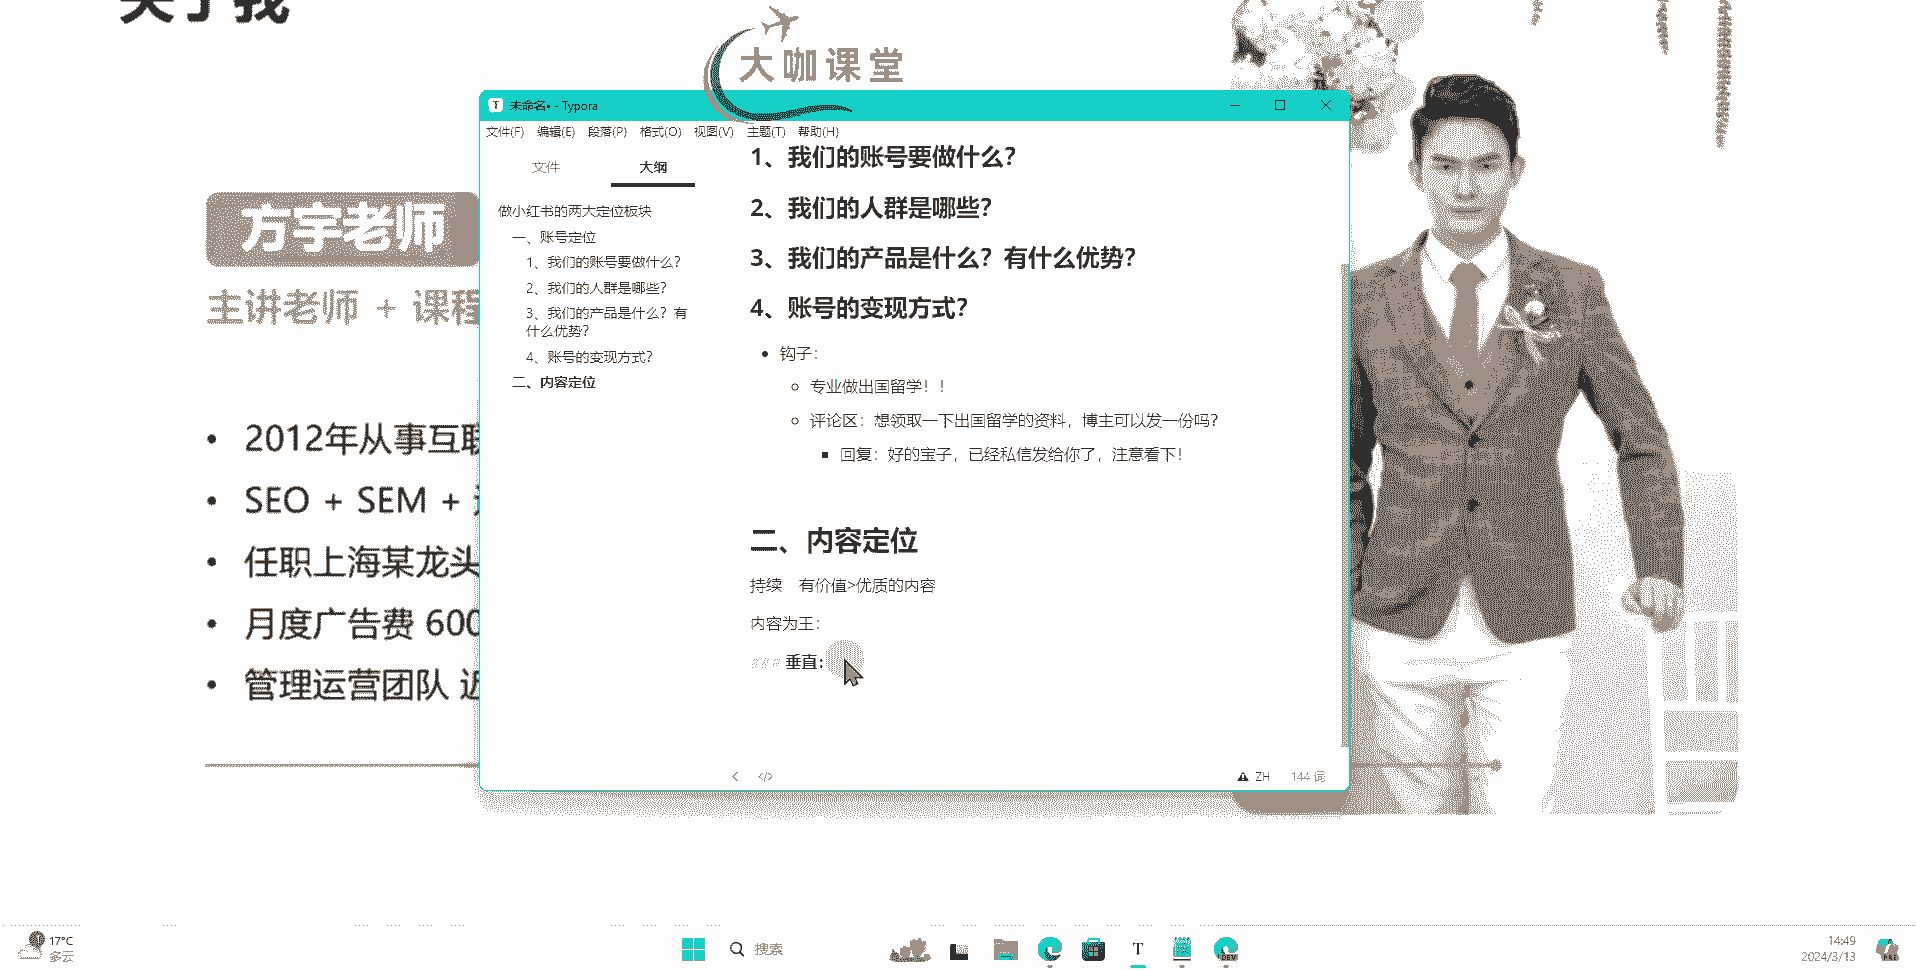 关于我
大咖课堂
方宇老师
主讲老师 + 课程
2012年从事互联
SEO + SEM +
任职上海某龙头
月度广告费 600
管理运营团队 近
未命名• - Typora
文件(F) 编辑(E) 段落(P) 格式(O) 视图(V) 主题(T) 帮助(H)
文件 大纲
做小红书的两大定位板块
一、账号定位
1、我们的账号要做什么?
2、我们的人群是哪些?
3、我们的产品是什么? 有
什么优势?
4、账号的变现方式?
二、内容定位
1、我们的账号要做什么?
2、我们的人群是哪些?
3、我们的产品是什么? 有什么优势?
4、账号的变现方式?
钩子:
专业做出国留学! !
评论区: 想领取一下出国留学的资料, 博主可以发一份吗?
回复: 好的宝子, 已经私信发给你了, 注意看下!
二、内容定位
持续 有价值>优质的内容
内容为王:
### 垂直:
</> ZH 144 词
1
17°C
多云
搜索
DEV
14:49
2024/3/13
PRE